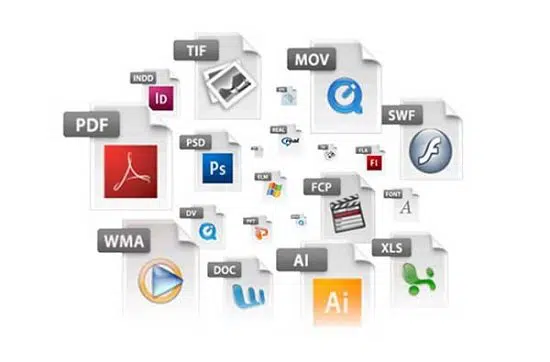 TIF
MOV
INDD
ID
PDF
SWF
PSD
Ps
REAL
real
FLA
Fl
FCP
FONT
A
DV
PPT
WMA
DOC
AI
Ai
XLS